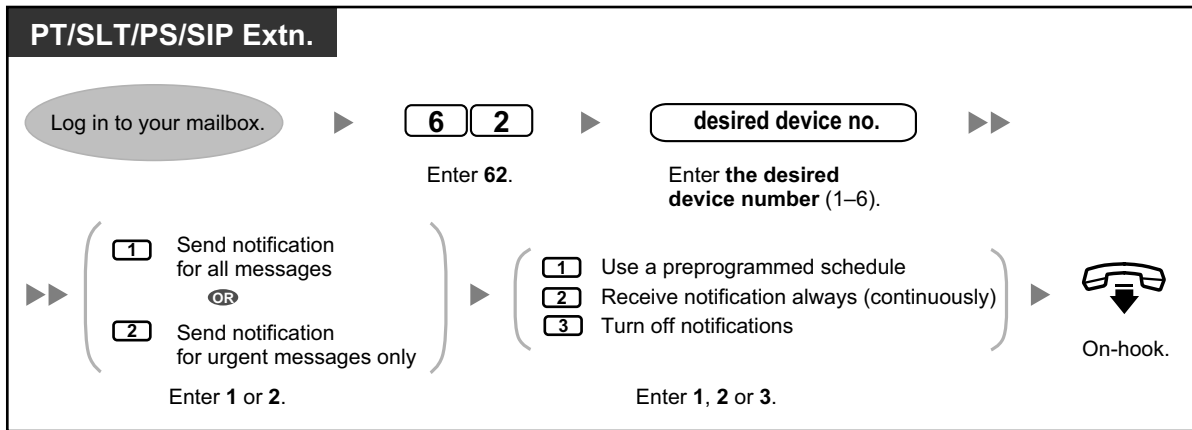 PT/SLT/PS/SIP Extn.
Log in to your mailbox.
6 2
desired device no.
Enter 62.
Enter the desired
device number (1–6).
1 Send notification
for all messages
OR
2 Send notification
for urgent messages only
Enter 1 or 2.
1 Use a preprogrammed schedule
2 Receive notification always (continuously)
3 Turn off notifications
Enter 1, 2 or 3.
On-hook.